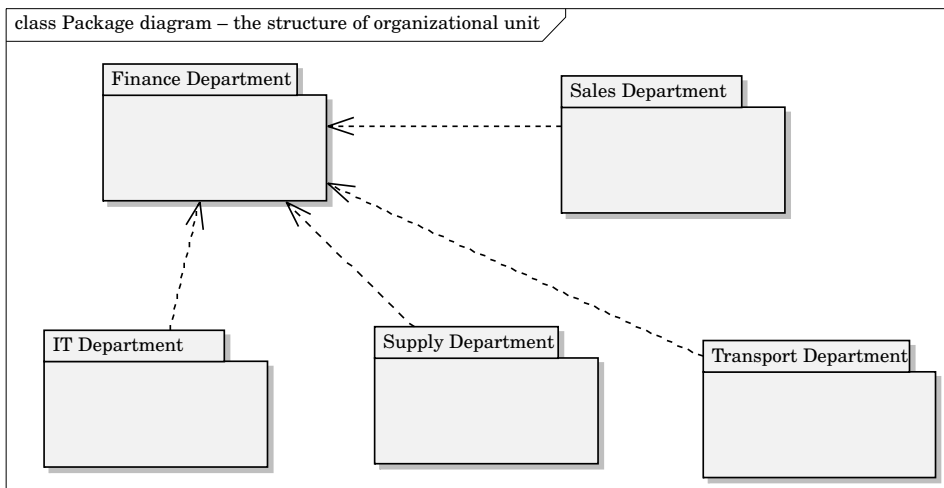 class Package diagram – the structure of organizational unit
Finance Department
Sales Department
IT Department
Supply Department
Transport Department